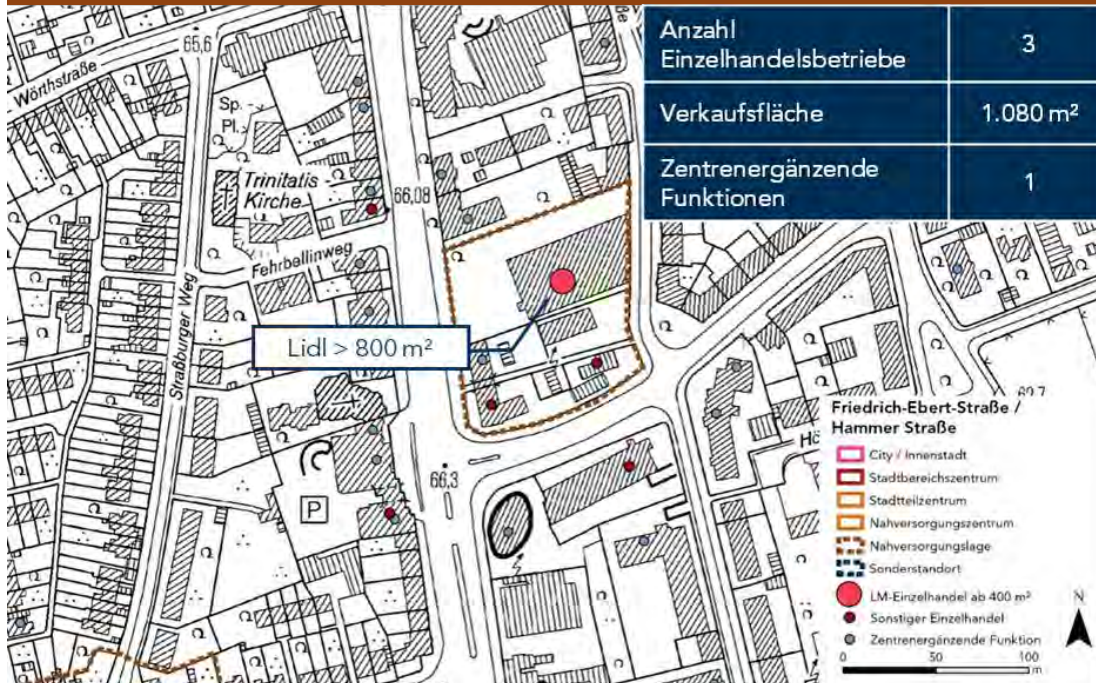 Anzahl
Einzelhandelsbetriebe
3
Verkaufsfläche
1.080 m²
Zentrenergänzende
Funktionen
1
65,6
Wörthstraße
Sp.
Pl.
Trinitatis
Kirche
66,08
Fehrbellinweg
Straßburger Weg
Lidl > 800 m²
66,3
P
Friedrich-Ebert-Straße /
Hammer Straße
City / Innenstadt
Stadtbereichszentrum
Stadtteilzentrum
Nahversorgungszentrum
Nahversorgungslage
Sonderstandort
LM-Einzelhandel ab 400 m²
Sonstiger Einzelhandel
Zentrenergänzende Funktion
N
0 50 100
m